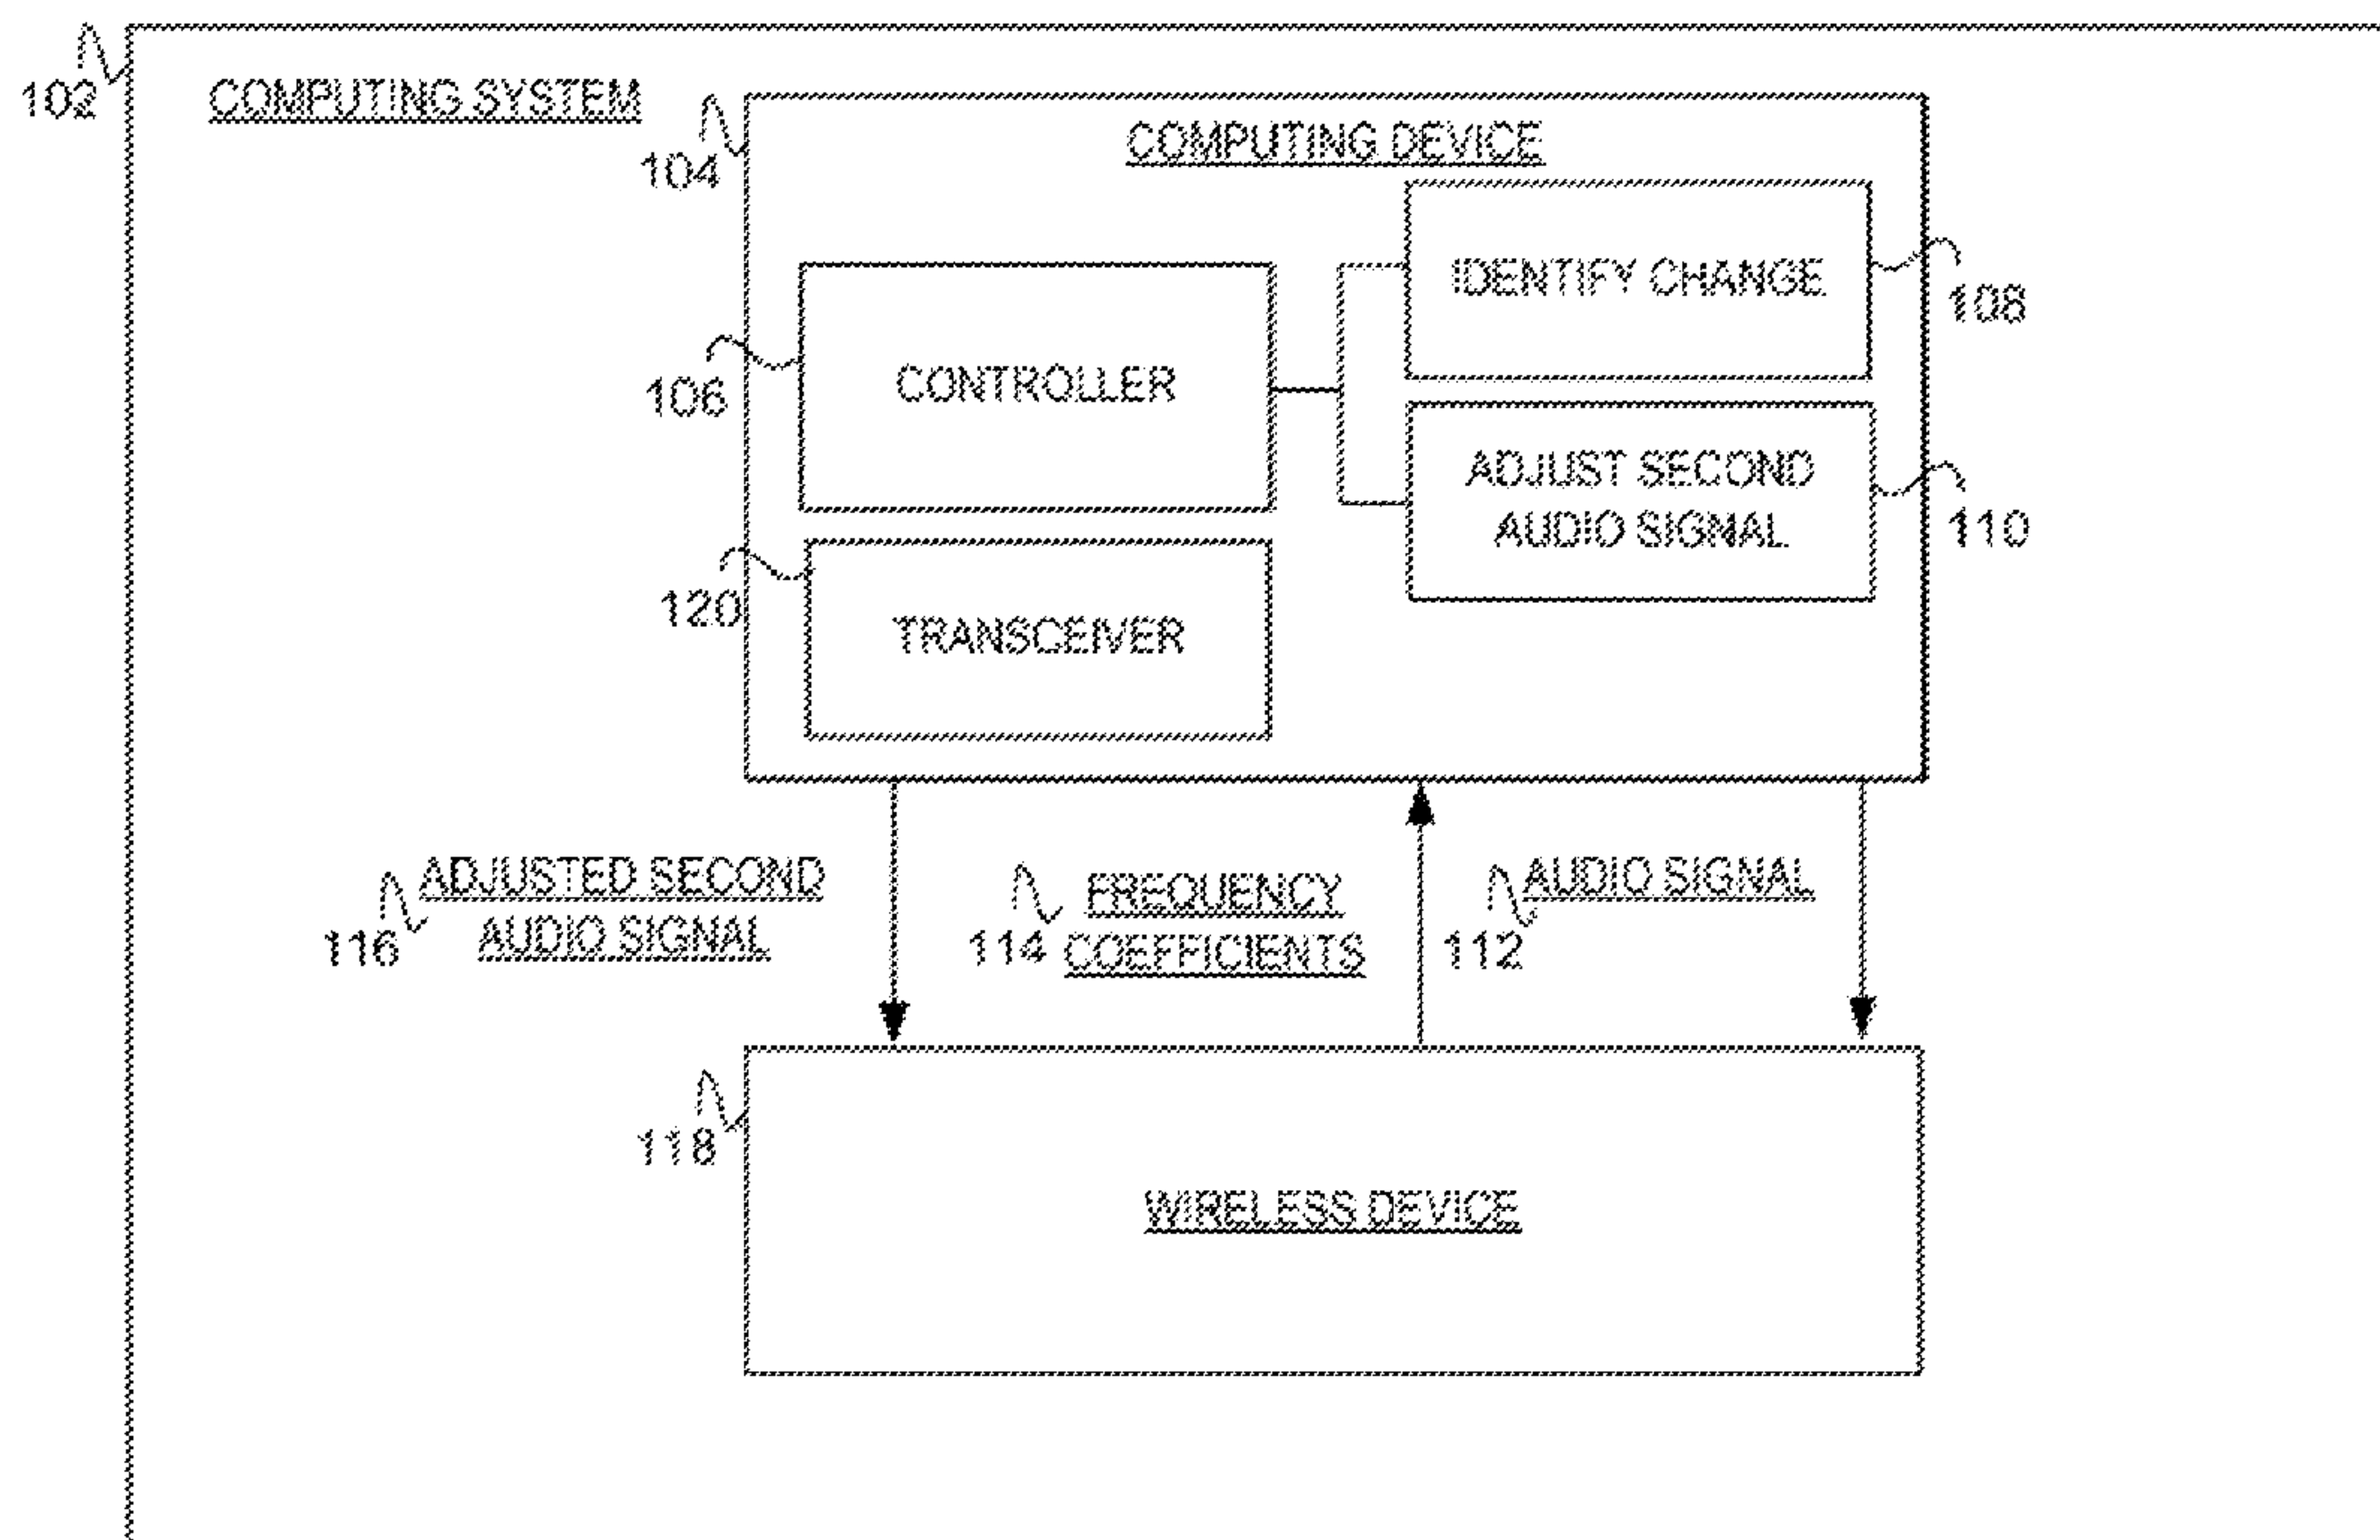 102
COMPUTING SYSTEM
104
COMPUTING DEVICE
IDENTIFY CHANGE
108
106
CONTROLLER
ADJUST SECOND
AUDIO SIGNAL
110
120
TRANSCEIVER
116
ADJUSTED SECOND
AUDIO SIGNAL
114
FREQUENCY
COEFFICIENTS
112
AUDIO SIGNAL
118
WIRELESS DEVICE